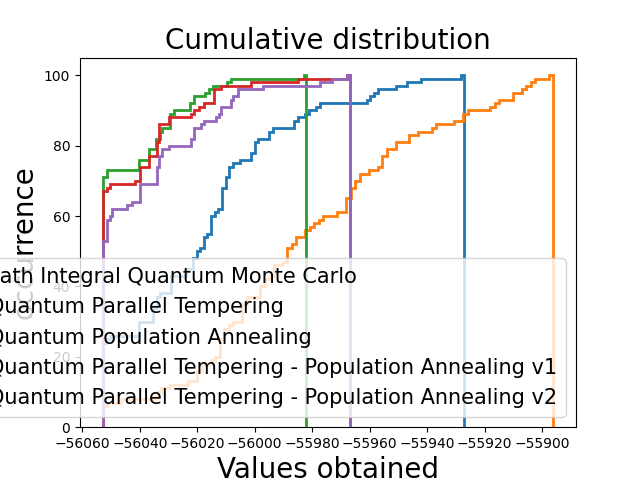 Cumulative distribution
100
80
60
40
20
0
occurrence
ath Integral Quantum Monte Carlo
Quantum Parallel Tempering
Quantum Population Annealing
Quantum Parallel Tempering - Population Annealing v1
Quantum Parallel Tempering - Population Annealing v2
−56060 −56040 −56020 −56000 −55980 −55960 −55940 −55920 −55900
Values obtained